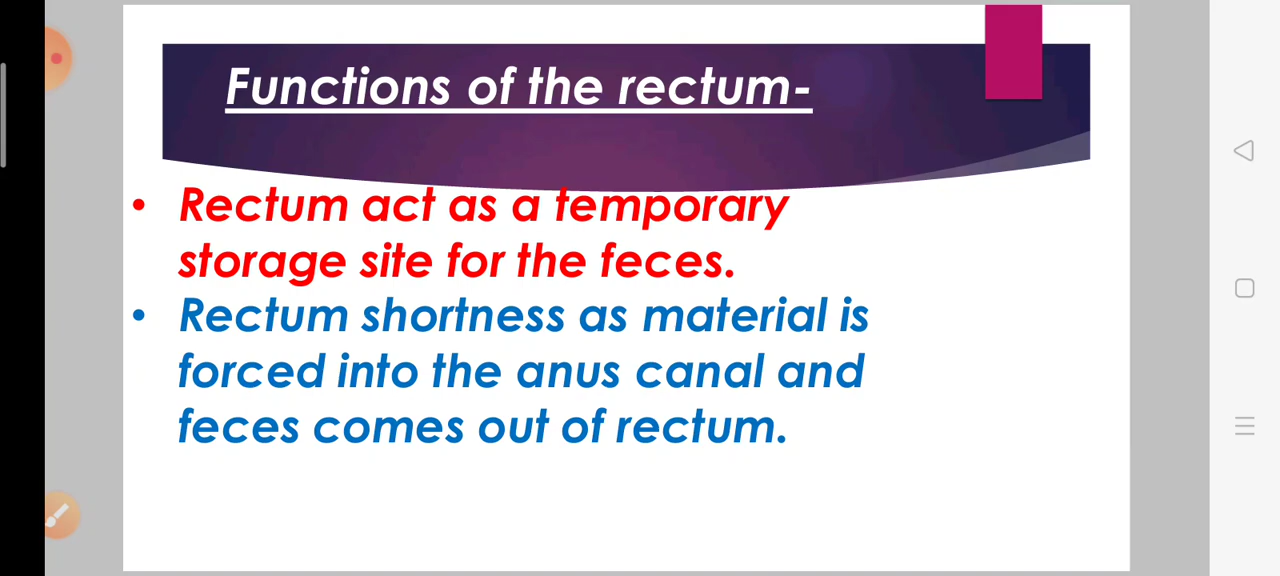 Functions of the rectum-
• Rectum act as a temporary
storage site for the feces.
• Rectum shortness as material is
forced into the anus canal and
feces comes out of rectum.